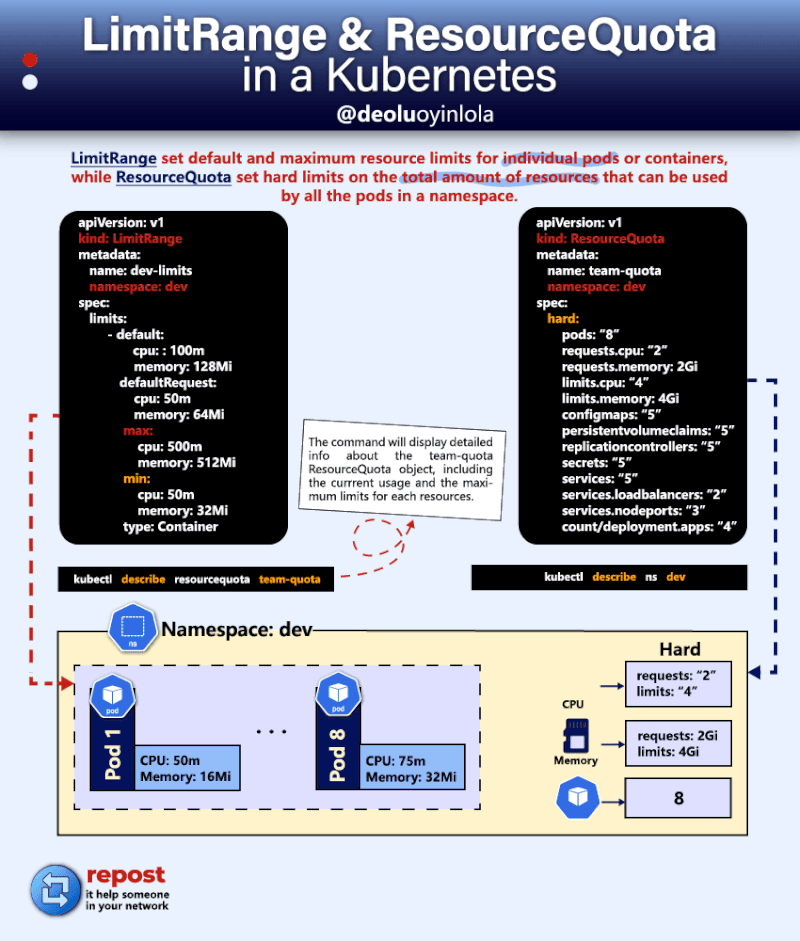 LimitRange & ResourceQuota
in a Kubernetes
@deoluoyinlola
LimitRange set default and maximum resource limits for individual pods or containers,
while ResourceQuota set hard limits on the total amount of resources that can be used
by all the pods in a namespace.
apiVersion: v1
kind: LimitRange
metadata:
name: dev-limits
namespace: dev
spec:
limits:
- default:
cpu: : 100m
memory: 128Mi
defaultRequest:
cpu: 50m
memory: 64Mi
max:
cpu: 500m
memory: 512Mi
min:
cpu: 50m
memory: 32Mi
type: Container
apiVersion: v1
kind: ResourceQuota
metadata:
name: team-quota
namespace: dev
spec:
hard:
pods: “8”
requests.cpu: “2”
requests.memory: 2Gi
limits.cpu: “4”
limits.memory: 4Gi
configmaps: “5”
persistentvolumeclaims: “5”
replicationcontrollers: “5”
secrets: “5”
services: “5”
services.loadbalancers: “2”
services.nodeports: “3”
count/deployment.apps: “4”
The command will display detailed
info about the team-quota
ResourceQuota object, including
the currrent usage and the maxi-
mum limits for each resources.
kubectl describe resourcequota team-quota
kubectl describe ns dev
ns
Namespace: dev
pod
Pod 1
CPU: 50m
Memory: 16Mi
...
pod
Pod 8
CPU: 75m
Memory: 32Mi
Hard
CPU
requests: “2”
limits: “4”
Memory
requests: 2Gi
limits: 4Gi
8
repost
it help someone
in your network